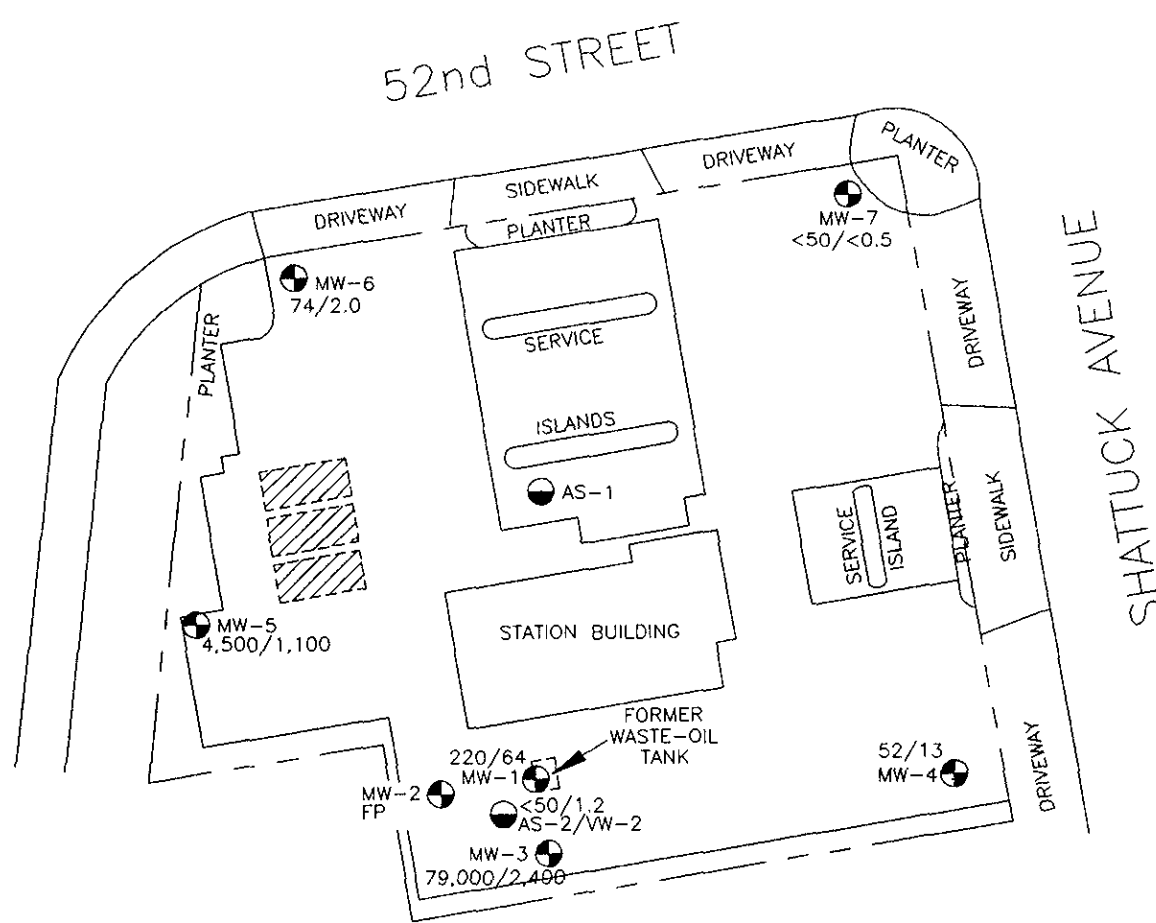 52nd STREET
PLANTER
DRIVEWAY
SIDEWALK
DRIVEWAY
PLANTER
MW-7
<50/<0.5
MW-6
74/2.0
PLANTER
SERVICE
ISLANDS
AS-1
DRIVEWAY
SHATTUCK AVENUE
SERVICE
ISLAND
PLANTER
SIDEWALK
MW-5
4,500/1,100
STATION BUILDING
FORMER
WASTE-OIL
TANK
220/64
MW-1
MW-2
FP
<50/1.2
AS-2/VW-2
MW-3
79,000/2,400
52/13
MW-4
DRIVEWAY